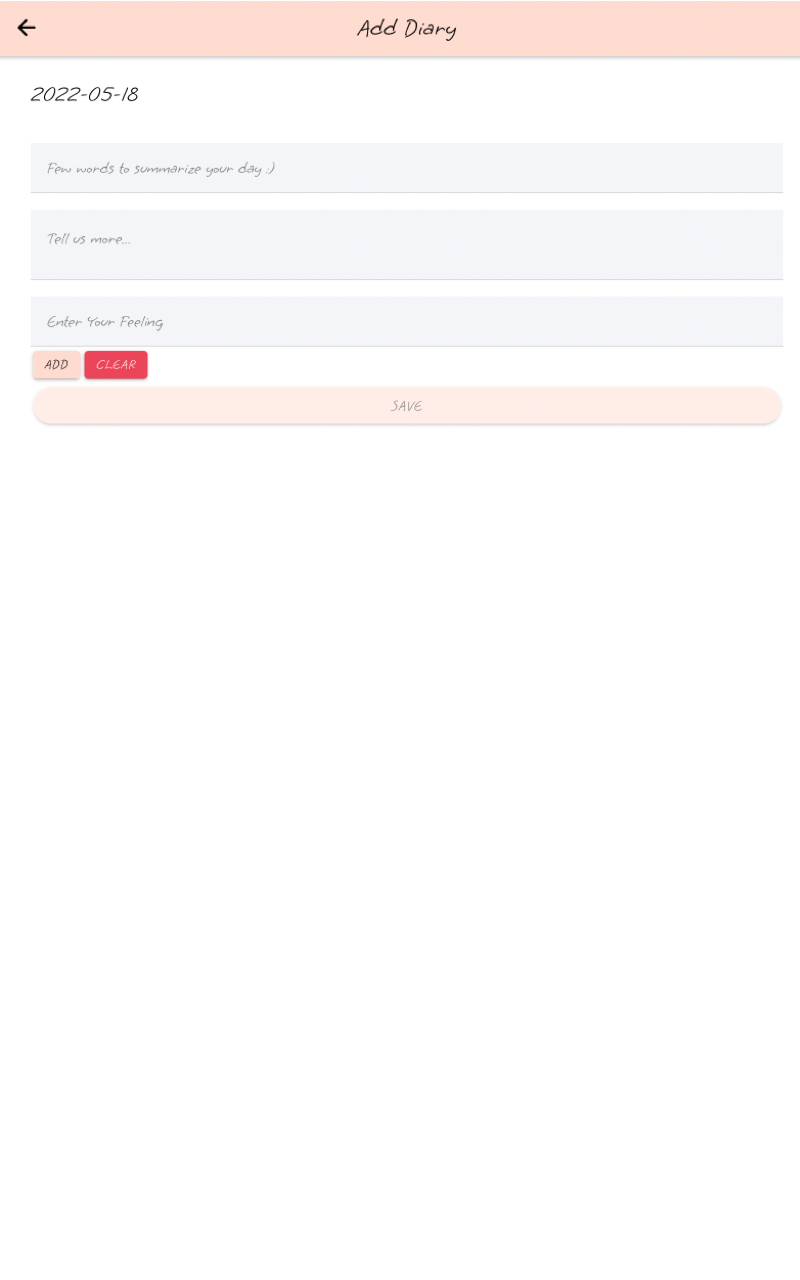 Add Diary
2022-05-18
Few words to summarize your day :)
Tell us more...
Enter Your Feeling
ADD CLEAR
SAVE